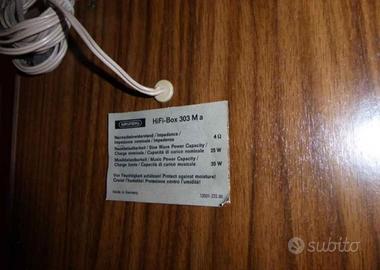 GRUNDIG
HiFi-Box 303 M a
Nennscheinwiderstand / Impedance /
Impédance nominale / Impedenza 4 Ω
Nennbelastbarkeit / Sine Wave Power Capacity /
Charge nominale / Capacità di carico nominale 25 W
Musikbelastbarkeit / Music Power Capacity /
Charge limite / Capacità di carico musicale 35 W
Vor Feuchtigkeit schützen! Protect against moisture!
Craint l'humidité! Protezione contro l'umidità!
Made in Germany
subito